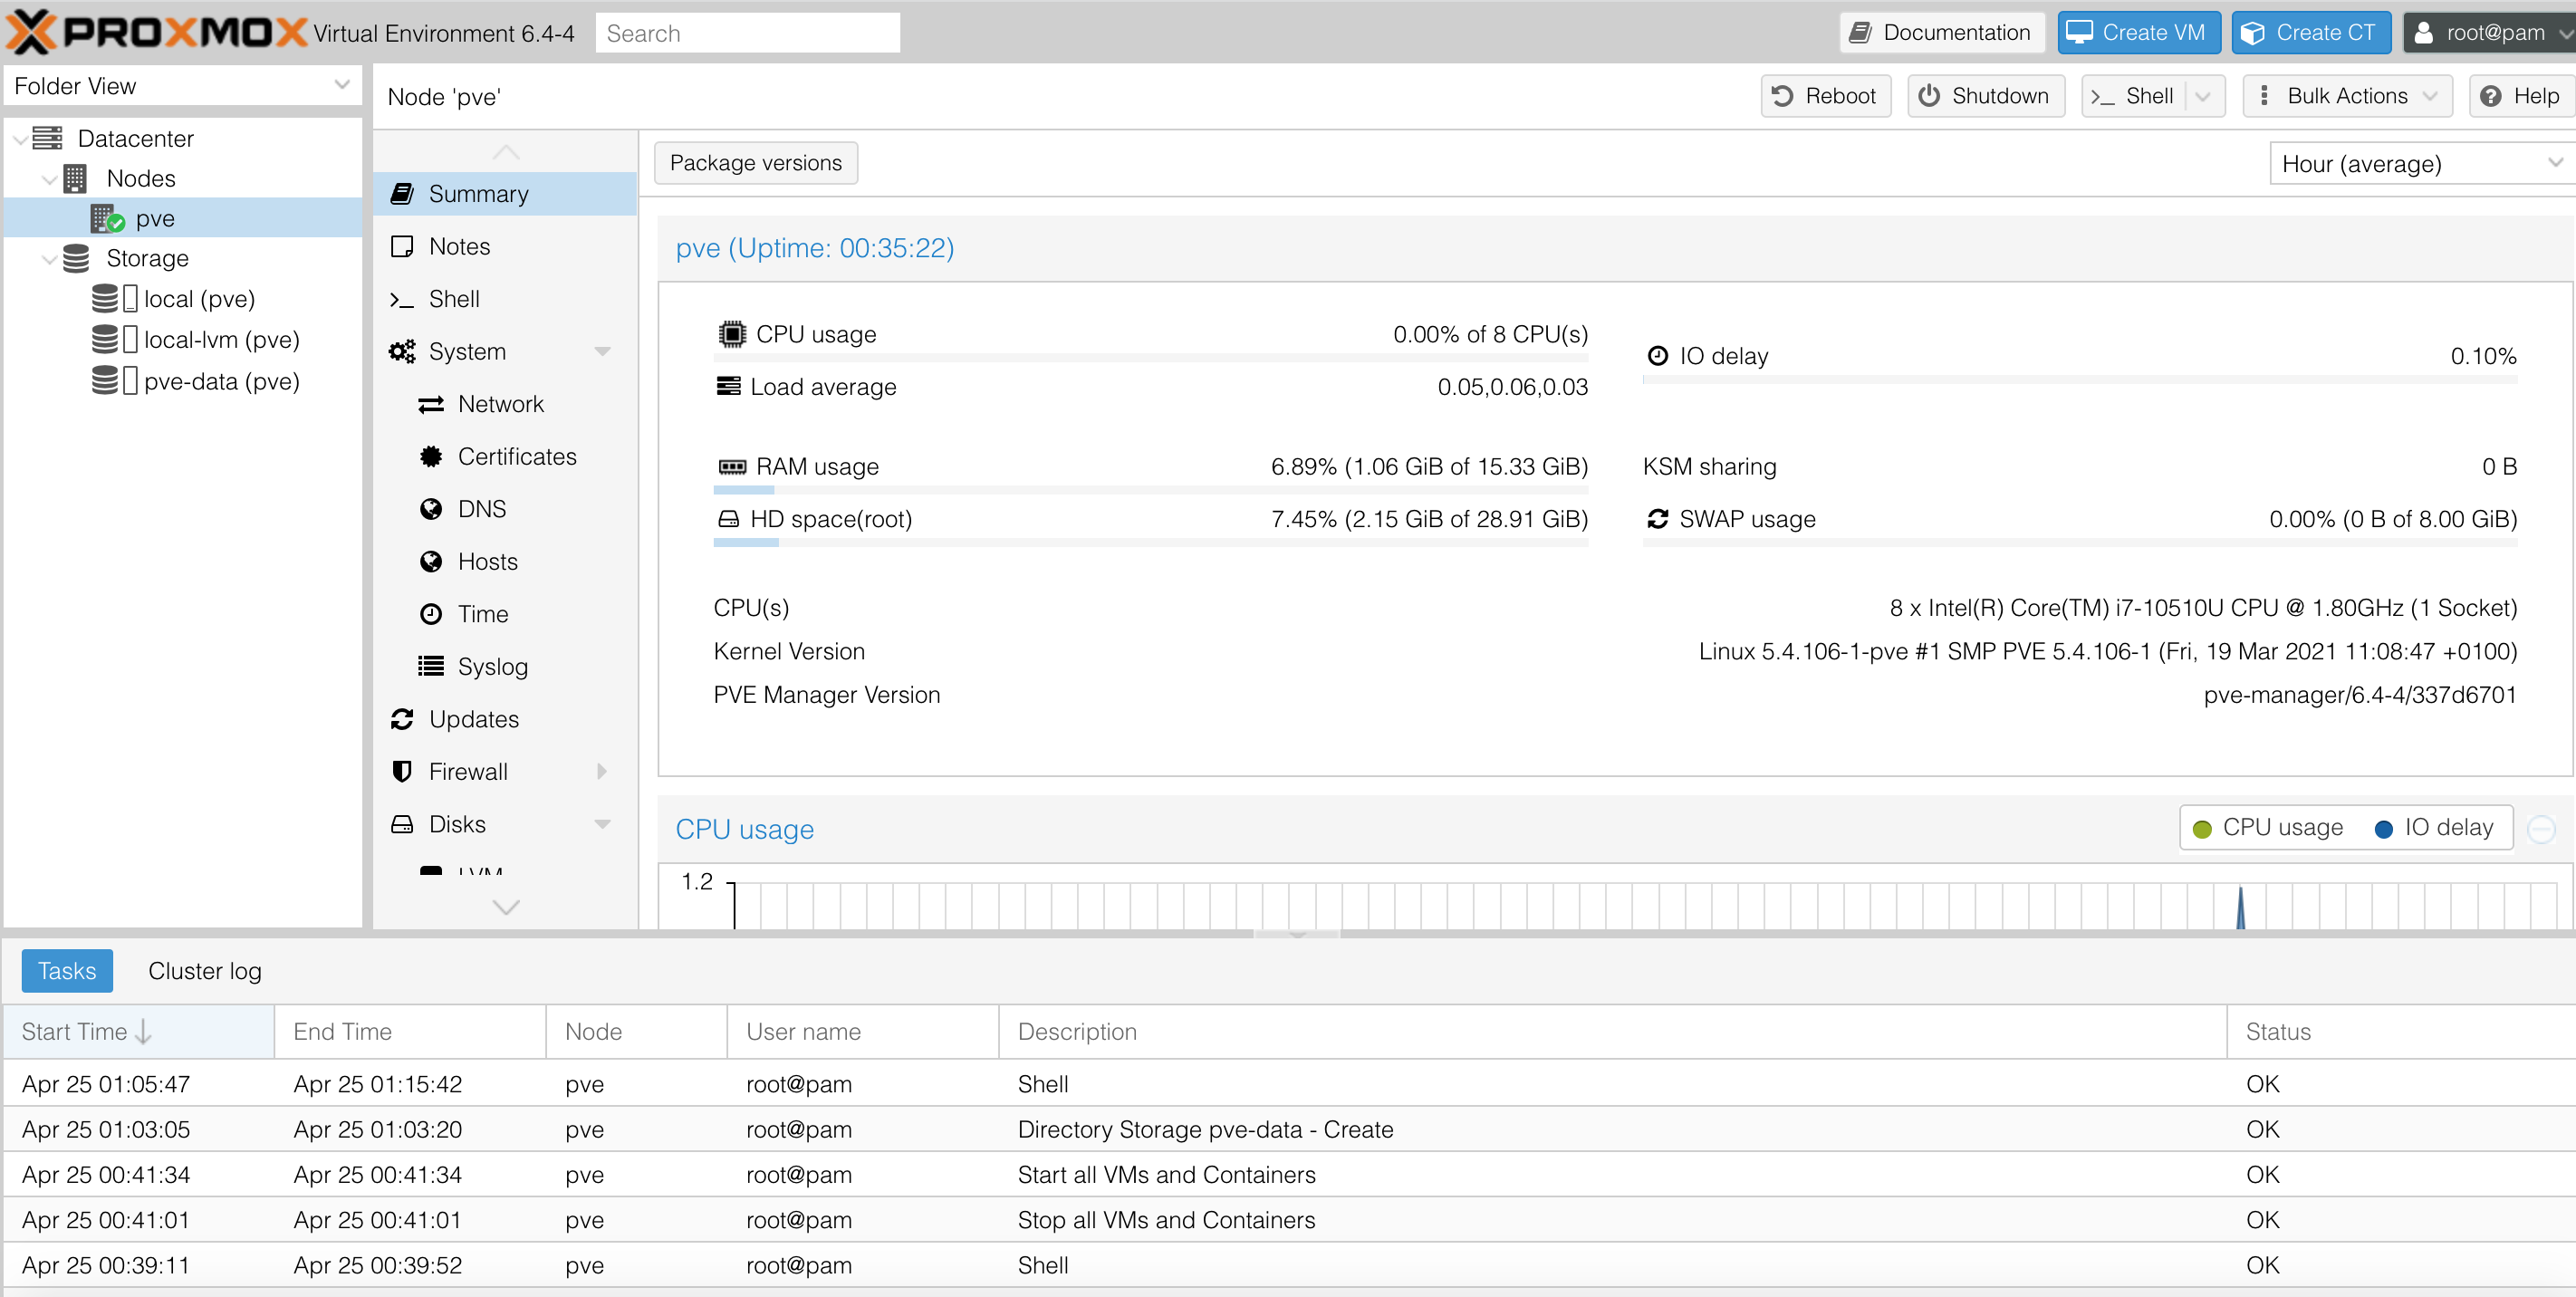 PROXMOX Virtual Environment 6.4-4 Search Documentation Create VM Create CT root@pam
Folder View
Datacenter
Nodes
pve
Storage
local (pve)
local-lvm (pve)
pve-data (pve)
Node 'pve' Reboot Shutdown >_ Shell Bulk Actions Help
Summary
Notes
>_ Shell
System
Network
Certificates
DNS
Hosts
Time
Syslog
Updates
Firewall
Disks
LVM
Package versions Hour (average)
pve (Uptime: 00:35:22)
CPU usage 0.00% of 8 CPU(s)
IO delay 0.10%
Load average 0.05,0.06,0.03
RAM usage 6.89% (1.06 GiB of 15.33 GiB) KSM sharing 0 B
HD space(root) 7.45% (2.15 GiB of 28.91 GiB) SWAP usage 0.00% (0 B of 8.00 GiB)
CPU(s) 8 x Intel(R) Core(TM) i7-10510U CPU @ 1.80GHz (1 Socket)
Kernel Version Linux 5.4.106-1-pve #1 SMP PVE 5.4.106-1 (Fri, 19 Mar 2021 11:08:47 +0100)
PVE Manager Version pve-manager/6.4-4/337d6701
CPU usage CPU usage IO delay
1.2
Tasks Cluster log
Start Time End Time Node User name Description Status
Apr 25 01:05:47 Apr 25 01:15:42 pve root@pam Shell OK
Apr 25 01:03:05 Apr 25 01:03:20 pve root@pam Directory Storage pve-data - Create OK
Apr 25 00:41:34 Apr 25 00:41:34 pve root@pam Start all VMs and Containers OK
Apr 25 00:41:01 Apr 25 00:41:01 pve root@pam Stop all VMs and Containers OK
Apr 25 00:39:11 Apr 25 00:39:52 pve root@pam Shell OK